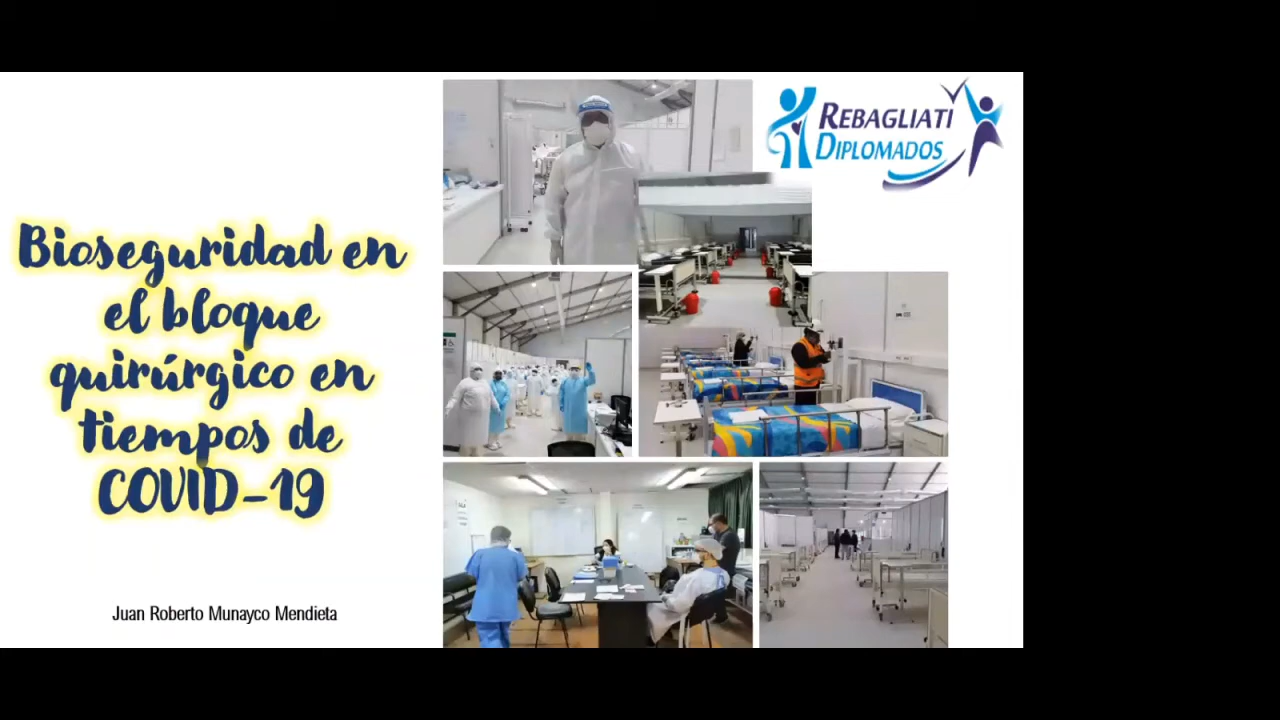 Bioseguridad en
el bloque
quirúrgico en
tiempos de
COVID-19
Juan Roberto Munayco Mendieta
REBAGLIATI
DIPLOMADOS